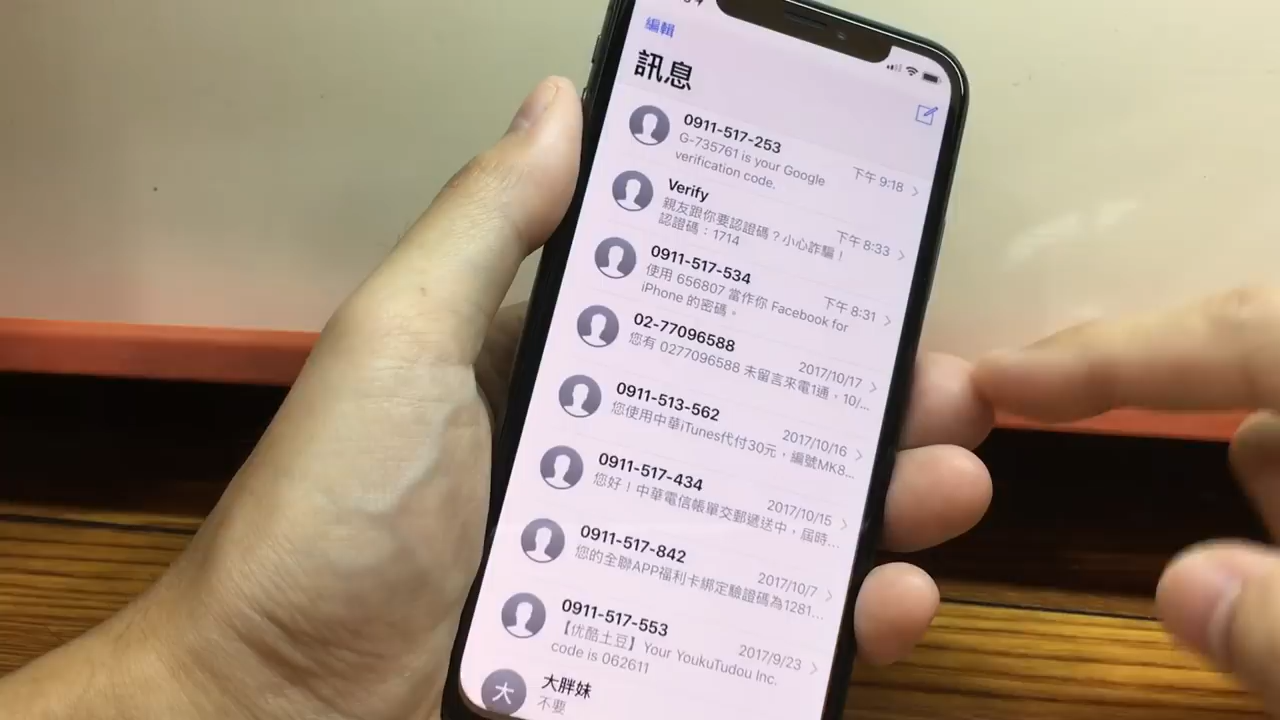 編輯
訊息
0911-517-253
G-735761 is your Google
verification code.
下午 9:18
Verify
親友跟你要認證碼？小心詐騙！
認證碼：1714
下午 8:33
0911-517-534
使用 656807 當作你 Facebook for
iPhone 的密碼。
下午 8:31
02-77096588
您有 0277096588 未留言來電1通，10/...
2017/10/17
0911-513-562
您使用中華iTunes代付30元，編號MK8...
2017/10/16
0911-517-434
您好！中華電信帳單交郵遞送中，屆時...
2017/10/15
0911-517-842
您的全聯APP福利卡綁定驗證碼為1281...
2017/10/7
0911-517-553
【优酷土豆】Your YoukuTudou Inc.
code is 062611
2017/9/23
大
大胖妹
不要